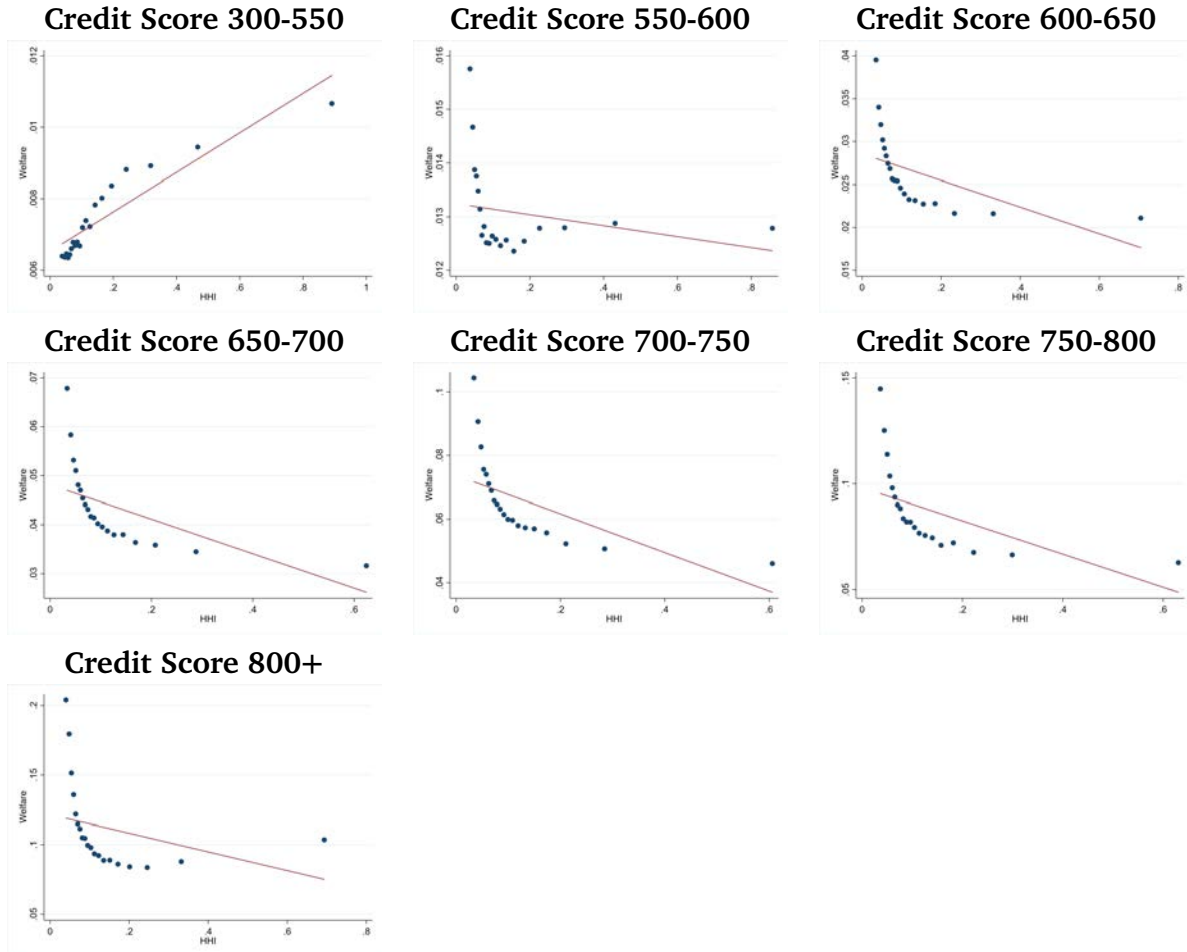 Credit Score 300-550
Welfare
.006 .008 .01 .012
0 .2 .4 .6 .8 1
HHI
Credit Score 550-600
Welfare
.012 .013 .014 .015 .016
0 .2 .4 .6 .8
HHI
Credit Score 600-650
Welfare
.015 .02 .025 .03 .035 .04
0 .2 .4 .6 .8
HHI
Credit Score 650-700
Welfare
.03 .04 .05 .06 .07
0 .2 .4 .6
HHI
Credit Score 700-750
Welfare
.04 .06 .08 .1
0 .2 .4 .6
HHI
Credit Score 750-800
Welfare
.05 .1 .15
0 .2 .4 .6
HHI
Credit Score 800+
Welfare
.05 .1 .15 .2
0 .2 .4 .6 .8
HHI